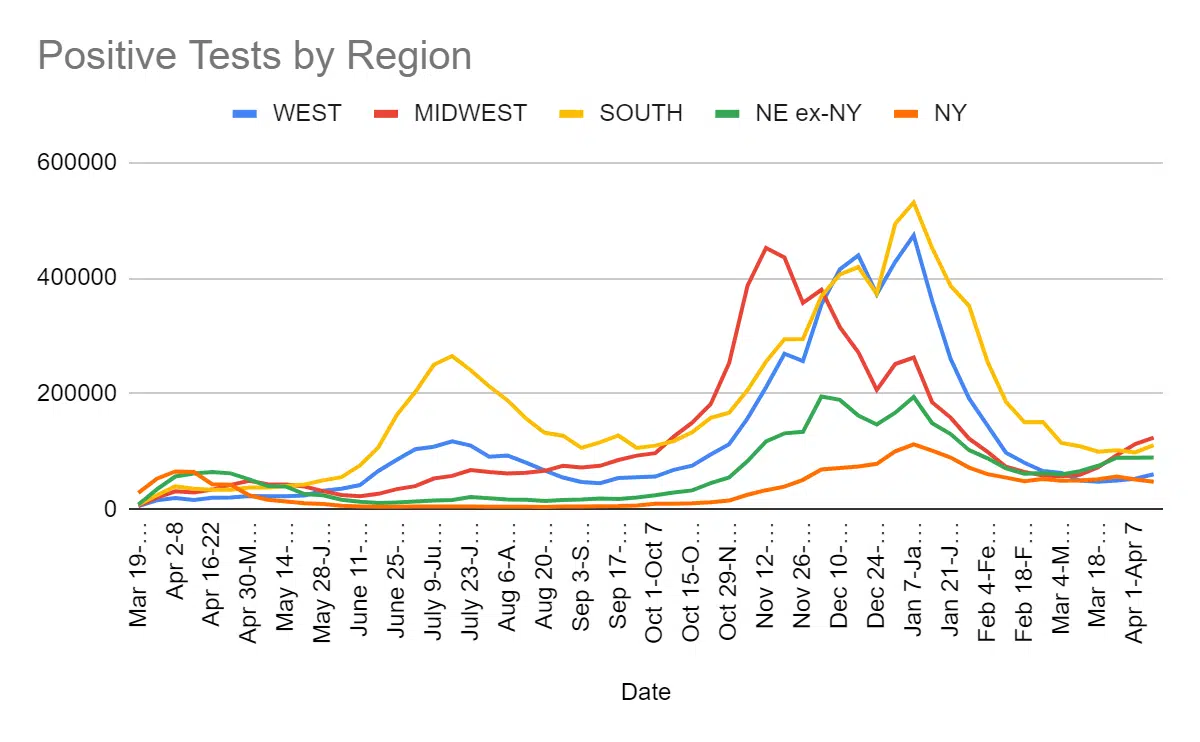 Positive Tests by Region
WEST MIDWEST SOUTH NE ex-NY NY
600000
400000
200000
0
Mar 19-…
Apr 2-8
Apr 16-22
Apr 30-M…
May 14-…
May 28-J…
June 11-…
June 25-…
July 9-Ju…
July 23-J…
Aug 6-A…
Aug 20-…
Sep 3-S…
Sep 17-…
Oct 1-Oct 7
Oct 15-O…
Oct 29-N…
Nov 12-…
Nov 26-…
Dec 10-…
Dec 24-…
Jan 7-Ja…
Jan 21-J…
Feb 4-Fe…
Feb 18-F…
Mar 4-M…
Mar 18-…
Apr 1-Apr 7
Date